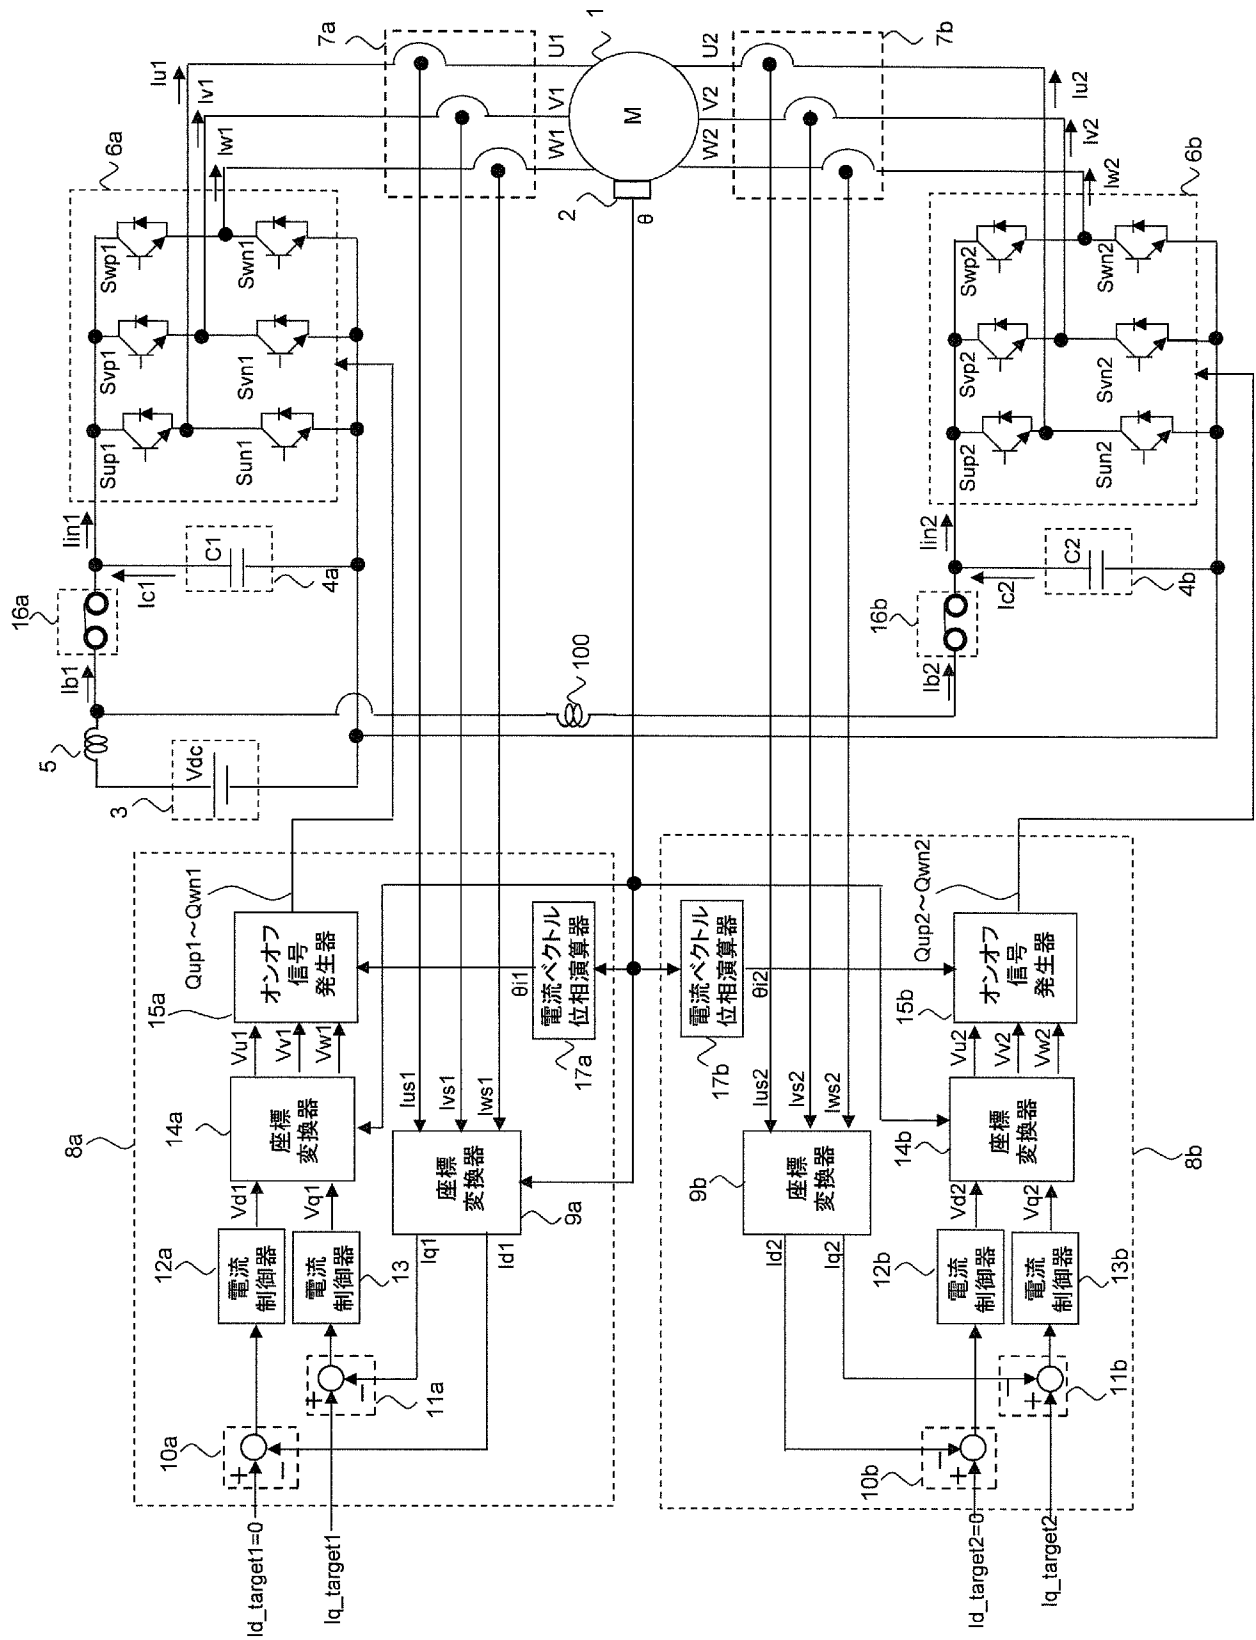 7a
1
7b
Iu1
Iv1
Iw1
U1
V1
W1
M
U2
V2
W2
Iu2
Iv2
Iw2
2
θ
6a
Swp1
Swn1
Svp1
Svn1
Sup1
Sun1
6b
Swp2
Swn2
Svp2
Svn2
Sup2
Sun2
Iin1
C1
4a
Ic1
16a
Ib1
5
Vdc
3
100
Iin2
C2
4b
Ic2
16b
Ib2
8a
Qup1～Qwn1
オンオフ
信号
発生器
15a
Vu1
Vv1
Vw1
θi1
電流ベクトル
位相演算器
17a
14a
座標
変換器
Vd1
Vq1
Ius1
Ivs1
Iws1
座標
変換器
9a
12a
電流
制御器
電流
制御器
13
Iq1
Id1
10a
+
−
11a
+
−
Id_target1=0
Iq_target1
8b
Qup2～Qwn2
オンオフ
信号
発生器
15b
Vu2
Vv2
Vw2
電流ベクトル
位相演算器
θi2
17b
14b
座標
変換器
Vd2
Vq2
Ius2
Ivs2
Iws2
9b
座標
変換器
12b
電流
制御器
電流
制御器
13b
Id2
Iq2
10b
−
+
11b
−
+
Id_target2=0
Iq_target2